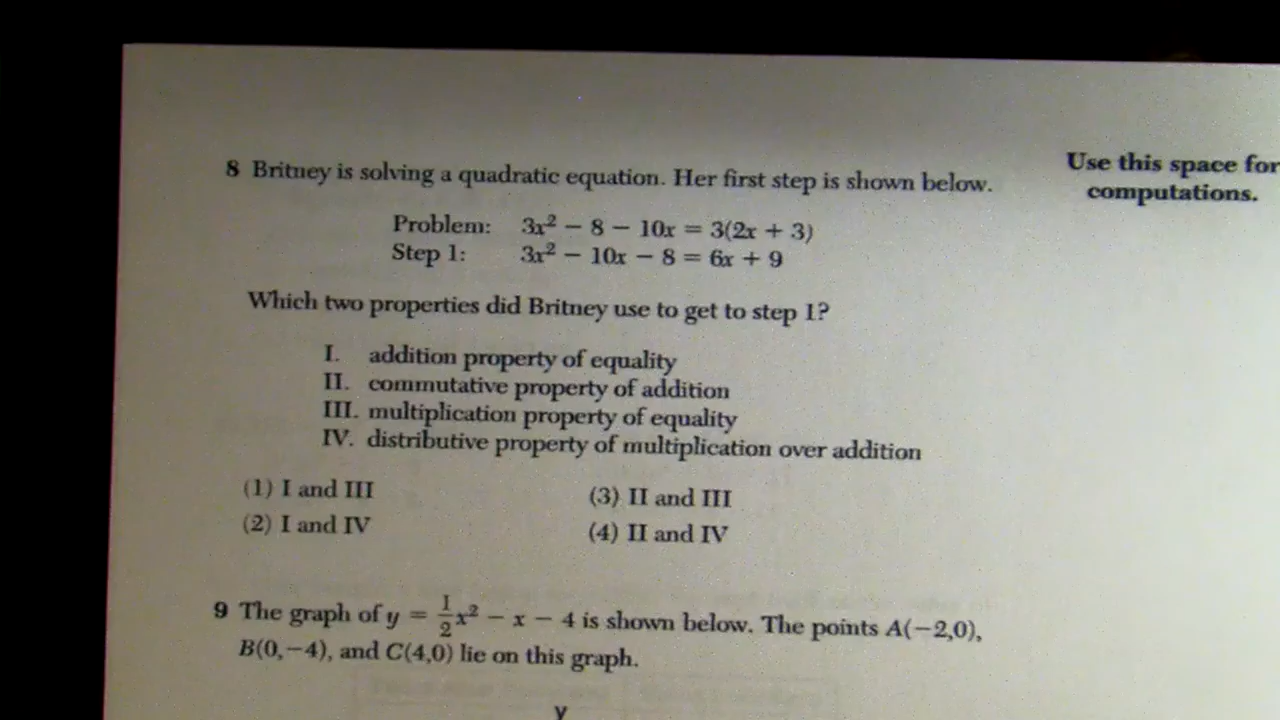 8 Britney is solving a quadratic equation. Her first step is shown below.
Use this space for
computations.
Problem: 3x² − 8 − 10x = 3(2x + 3)
Step 1: 3x² − 10x − 8 = 6x + 9
Which two properties did Britney use to get to step 1?
I. addition property of equality
II. commutative property of addition
III. multiplication property of equality
IV. distributive property of multiplication over addition
(1) I and III (3) II and III
(2) I and IV (4) II and IV
9 The graph of y = 1/2x² − x − 4 is shown below. The points A(−2,0),
B(0,−4), and C(4,0) lie on this graph.
y